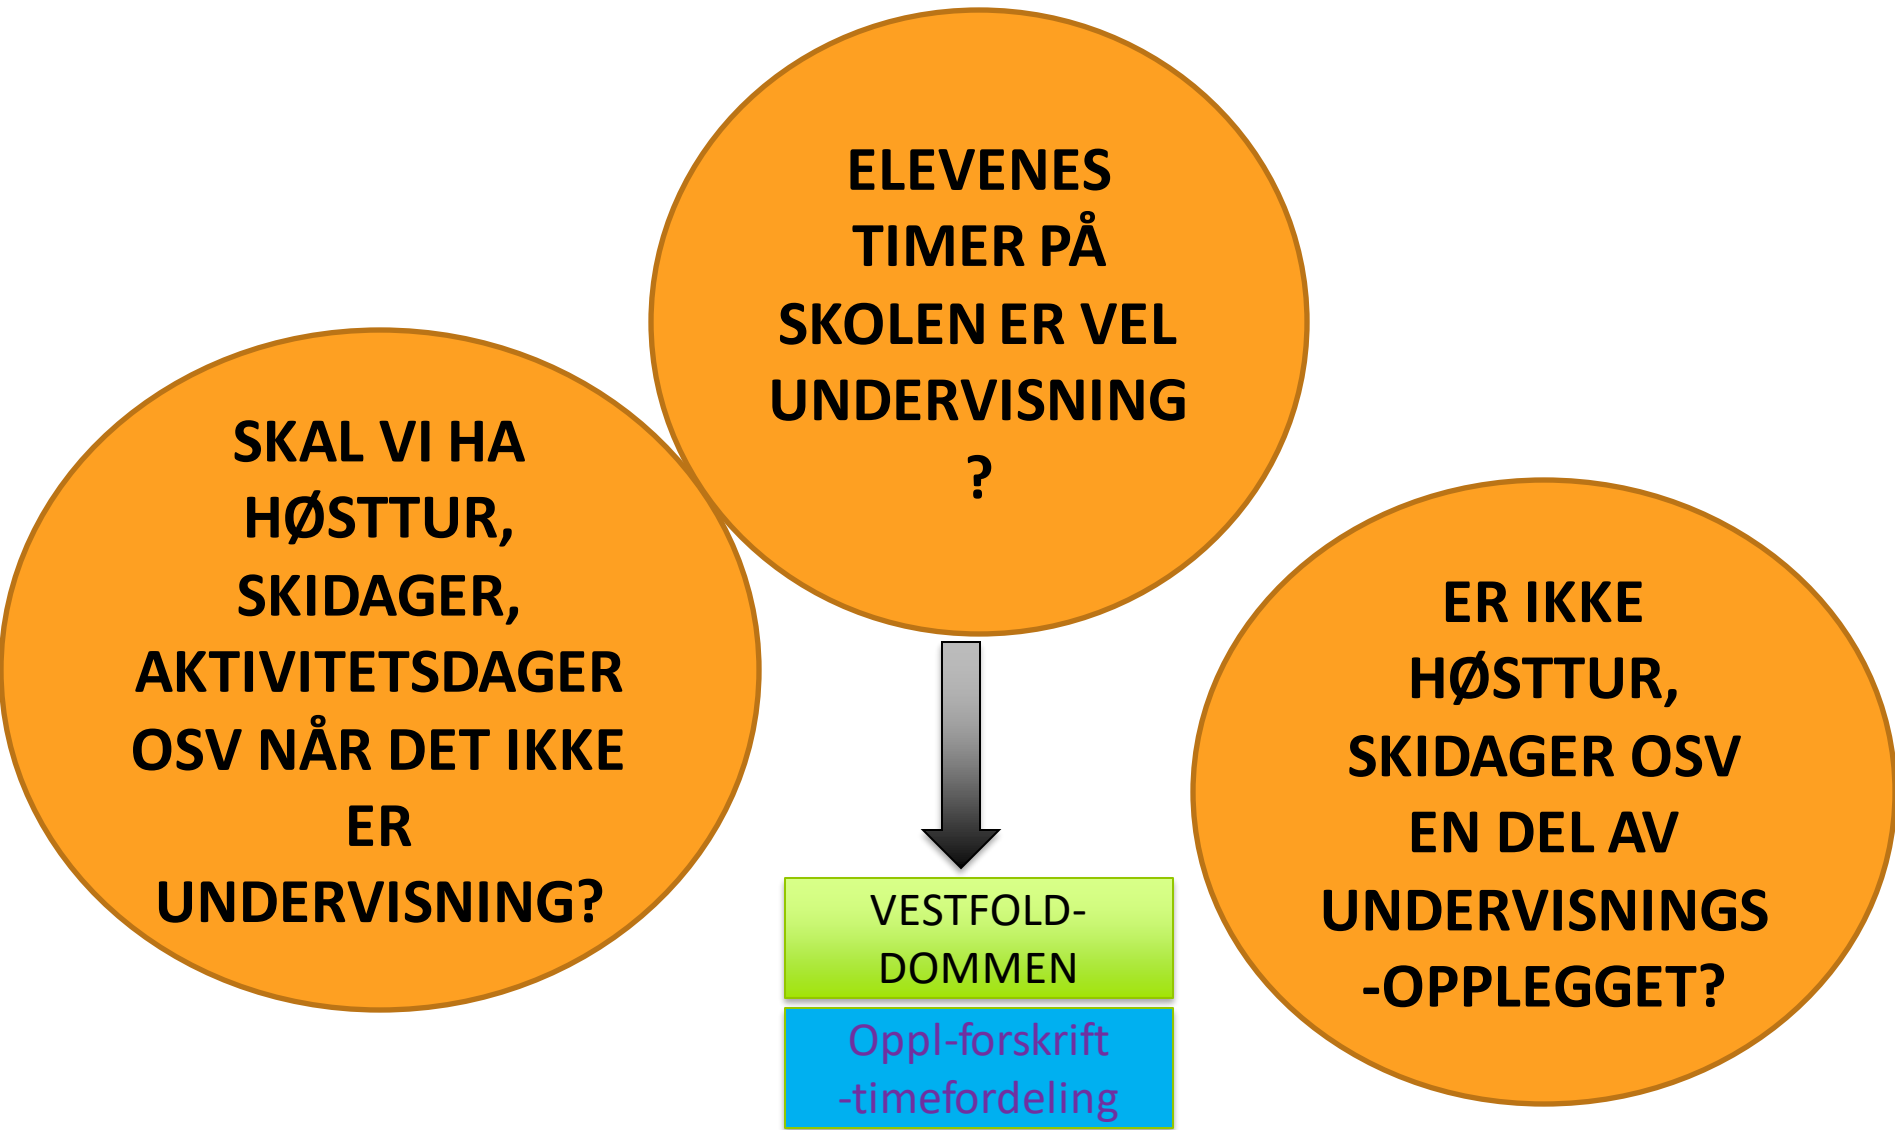 SKAL VI HA
HØSTTUR,
SKIDAGER,
AKTIVITETSDAGER
OSV NÅR DET IKKE
ER
UNDERVISNING?
ELEVENES
TIMER PÅ
SKOLEN ER VEL
UNDERVISNING
?
VESTFOLD-
DOMMEN
Oppl-forskrift
-timefordeling
ER IKKE
HØSTTUR,
SKIDAGER OSV
EN DEL AV
UNDERVISNINGS
-OPPLEGGET?